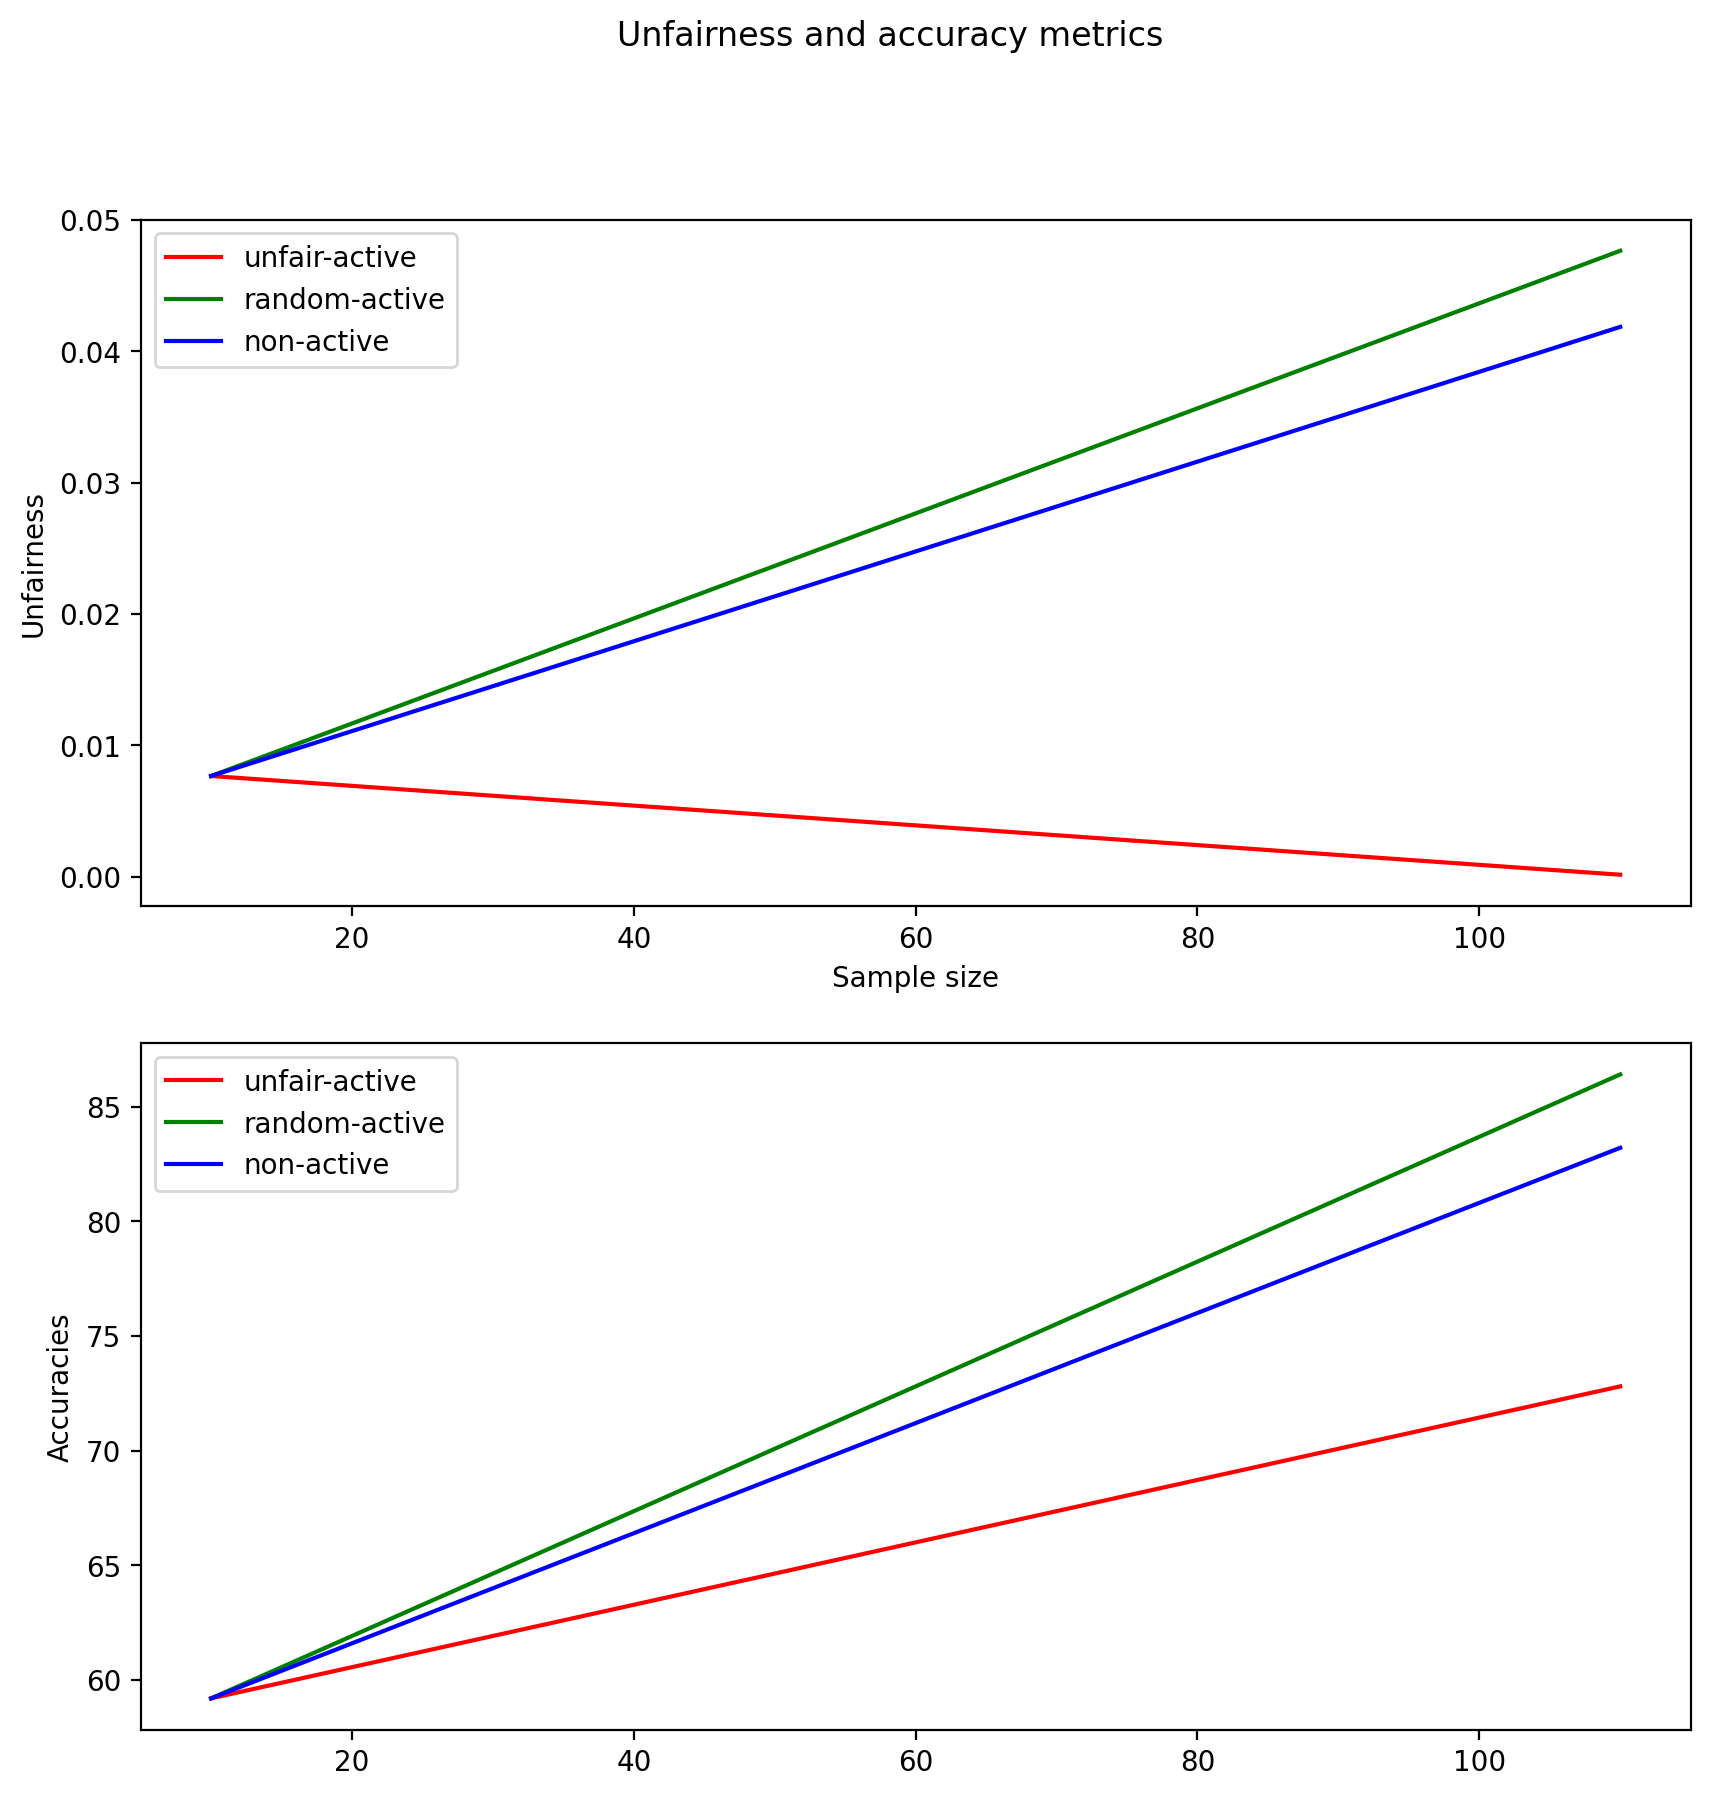 Unfairness and accuracy metrics
0.05
unfair-active
random-active
non-active
0.04
0.03
0.02
0.01
0.00
Unfairness
20 40 60 80 100
Sample size
unfair-active
random-active
non-active
85
80
75
70
65
60
Accuracies
20 40 60 80 100